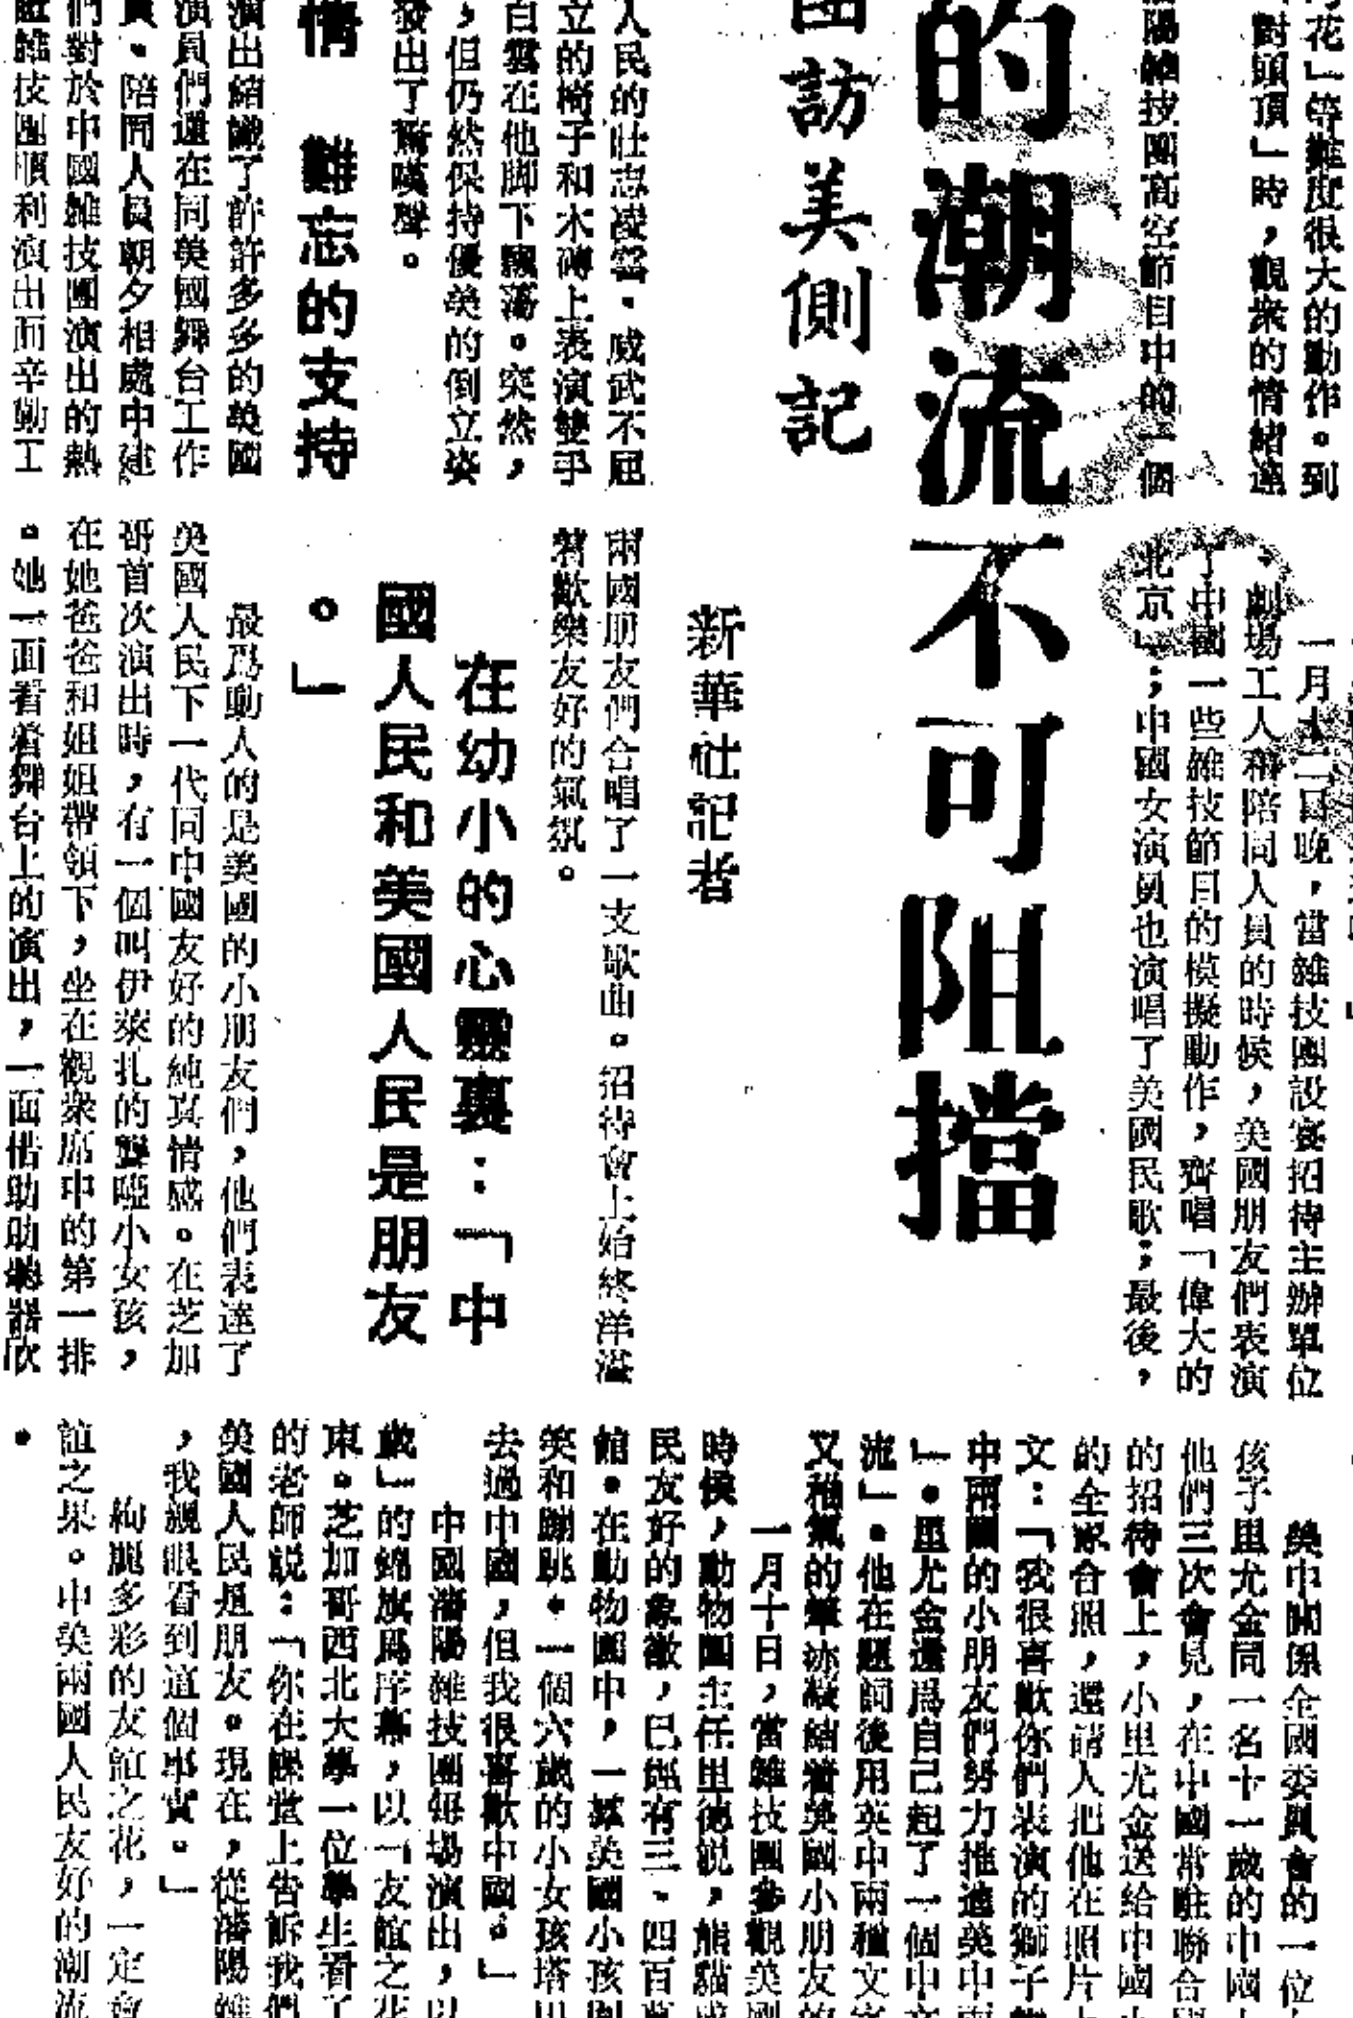 花」等難度很大的動作。到
對頭頂」時，觀衆的情緒達
陽雜技團高空節目中的一個
的潮流不可阻擋
團訪美側記
新華社記者
人民的壯志凌雲、威武不屈
立的椅子和木磚上表演雙手
白雲在他脚下飄蕩。突然，
，但仍然保持優美的倒立姿
發出了驚嘆聲。
情　難忘的支持
演出結識了許許多多的美國
演員們還在同美國舞台工作
員、陪同人員朝夕相處中建
們對於中國雜技團演出的熱
雜技團順利演出而辛勤工
一月十二日晚，當雜技團設宴招待主辦單位
、劇場工人和陪同人員的時候，美國朋友們表演
了中國一些雜技節目的模擬動作，齊唱「偉大的
北京」；中國女演員也演唱了美國民歌；最後，
兩國朋友們合唱了一支歌曲。招待會上始終洋溢
着歡樂友好的氣氛。
在幼小的心靈裏：「中
國人民和美國人民是朋友
。」
最爲動人的是美國的小朋友們，他們表達了
美國人民下一代同中國友好的純真情感。在芝加
哥首次演出時，有一個叫伊萊扎的聾啞小女孩，
在她爸爸和姐姐帶領下，坐在觀衆席中的第一排
。她一面看着舞台上的演出，一面借助助聽器欣
美中關係全國委員會的一位
孩子里尤金同一名十一歲的中國
他們三次會見，在中國常駐聯合國
的招待會上，小里尤金送給中國
的全家合照，還請人把他在照片
文：「我很喜歡你們表演的獅子
中兩國的小朋友們努力推進美中
」。里尤金還爲自己起了一個中
流」。他在題詞後用英中兩種文字
又稚氣的筆迹凝結着美國小朋友的
一月十日，當雜技團參觀美國
時候，動物園主任里德説，熊貓
民友好的象徵，已經有三、四百萬
館。在動物園中，一羣美國小孩
笑和蹦跳。一個六歲的小女孩塔
去過中國，但我很喜歡中國。」
中國瀋陽雜技團每場演出，以
歲」的錦旗爲序幕，以「友誼之花
束。芝加哥西北大學一位學生看了
的老師説：「你在課堂上告訴我們
美國人民是朋友。現在，從瀋陽雜
，我親眼看到這個事實。」
絢麗多彩的友誼之花，一定會
誼之果。中美兩國人民友好的潮流
。